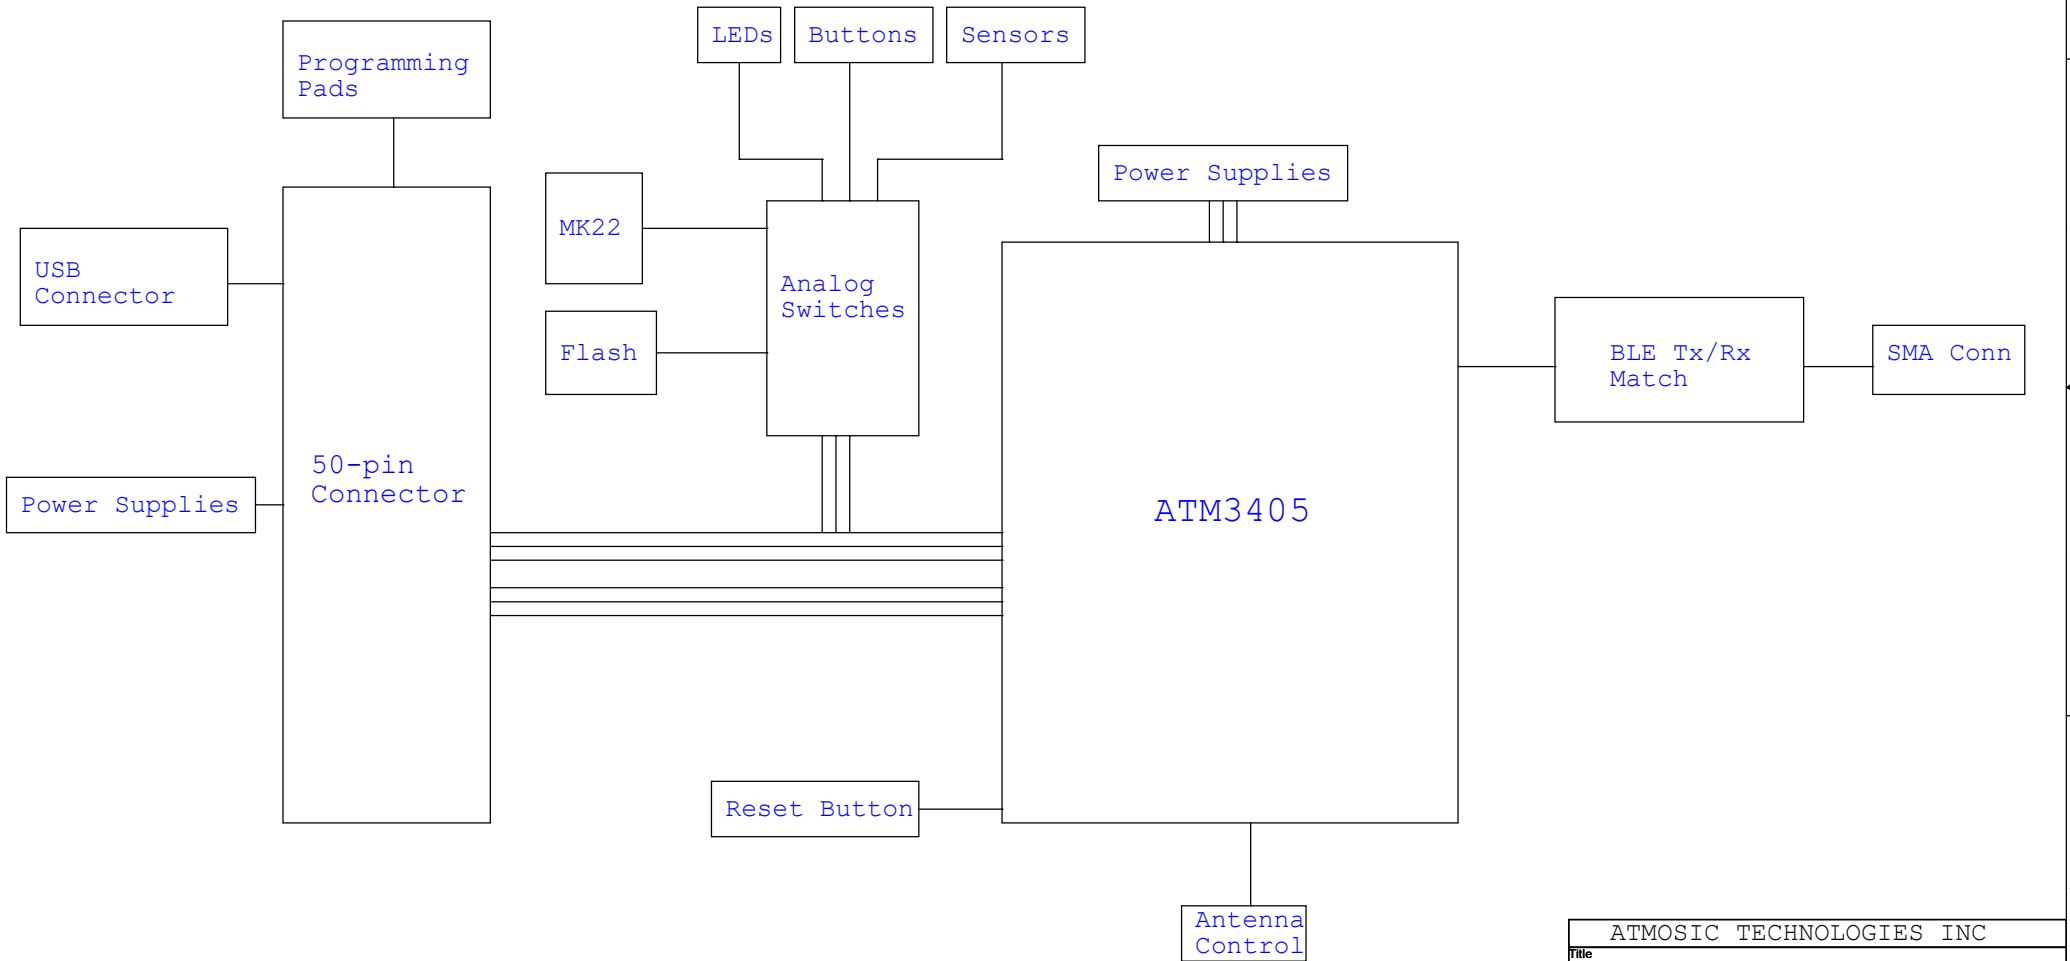 LEDs
Buttons
Sensors
Programming
Pads
Power Supplies
MK22
USB
Connector
Analog
Switches
Flash
BLE Tx/Rx
Match
SMA Conn
50-pin
Connector
Power Supplies
ATM3405
Reset Button
Antenna
Control
ATMOSIC TECHNOLOGIES INC
Title